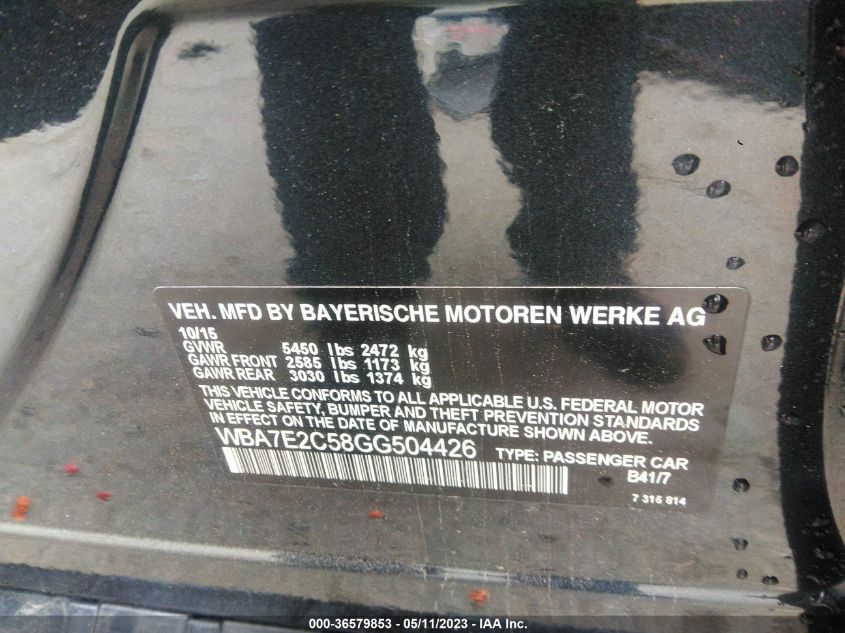 VEH. MFD BY BAYERISCHE MOTOREN WERKE AG
10/15
GVWR 5450 lbs 2472 kg
GAWR FRONT 2585 lbs 1173 kg
GAWR REAR 3030 lbs 1374 kg
THIS VEHICLE CONFORMS TO ALL APPLICABLE U.S. FEDERAL MOTOR
VEHICLE SAFETY, BUMPER AND THEFT PREVENTION STANDARDS
IN EFFECT ON THE DATE OF MANUFACTURE SHOWN ABOVE.
WBA7E2C58GG504426 TYPE: PASSENGER CAR
B41/7
7 316 814
000-36579853 - 05/11/2023 - IAA Inc.